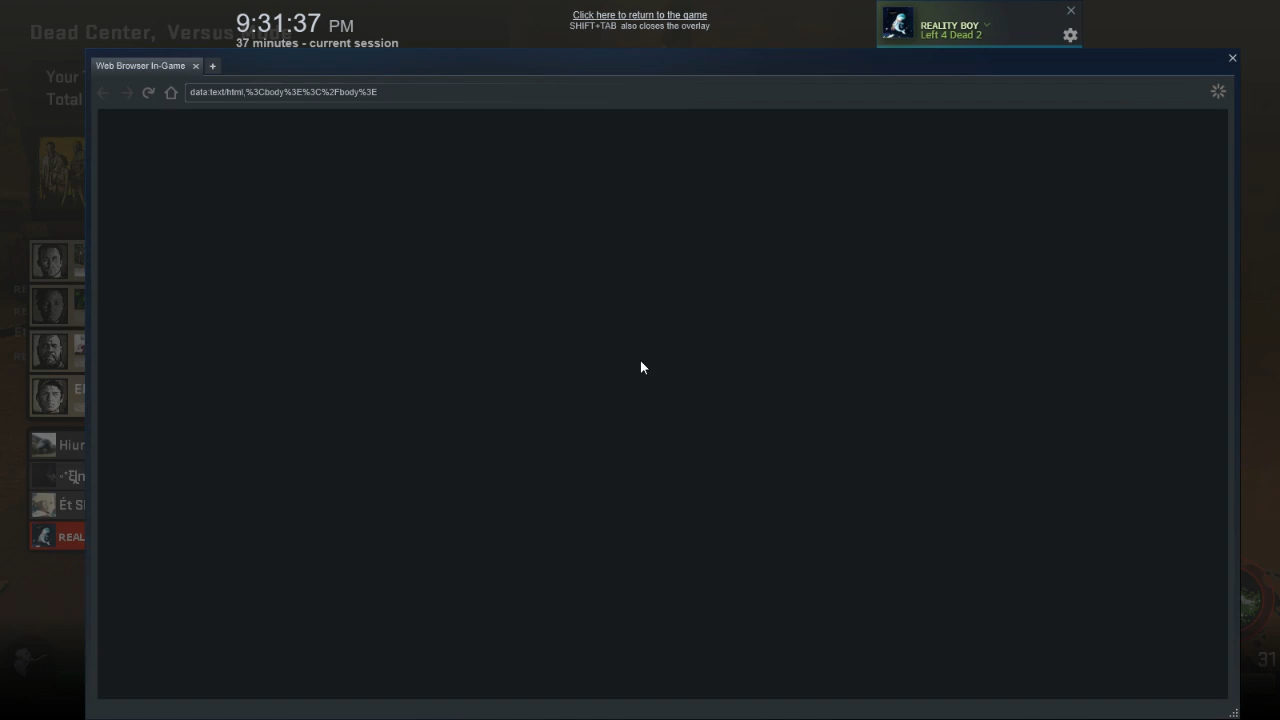 Dead Center, Versus
9:31:37 PM
37 minutes - current session
Click here to return to the game
SHIFT+TAB also closes the overlay
REALITY BOY
Left 4 Dead 2
Web Browser In-Game
data:text/html,%3Cbody%3E%3C%2Fbody%3E
Your
Total
Hiur
Ét S
REAL
31